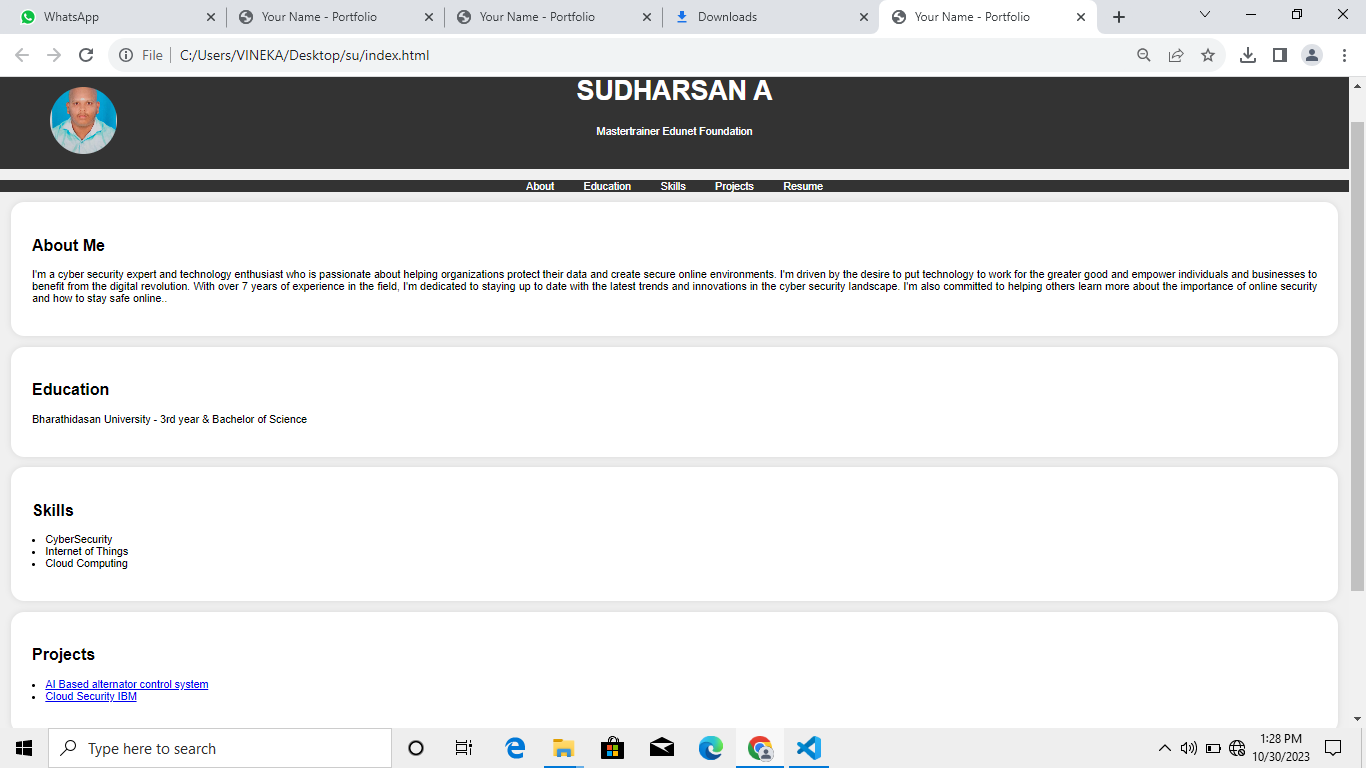 WhatsApp
Your Name - Portfolio
Your Name - Portfolio
Downloads
Your Name - Portfolio
File
C:/Users/VINEKA/Desktop/su/index.html
SUDHARSAN A
Mastertrainer Edunet Foundation
About Education Skills Projects Resume
About Me
I'm a cyber security expert and technology enthusiast who is passionate about helping organizations protect their data and create secure online environments. I'm driven by the desire to put technology to work for the greater good and empower individuals and businesses to
benefit from the digital revolution. With over 7 years of experience in the field, I'm dedicated to staying up to date with the latest trends and innovations in the cyber security landscape. I'm also committed to helping others learn more about the importance of online security
and how to stay safe online..
Education
Bharathidasan University - 3rd year & Bachelor of Science
Skills
• CyberSecurity
• Internet of Things
• Cloud Computing
Projects
• AI Based alternator control system
• Cloud Security IBM
Type here to search
1:28 PM
10/30/2023